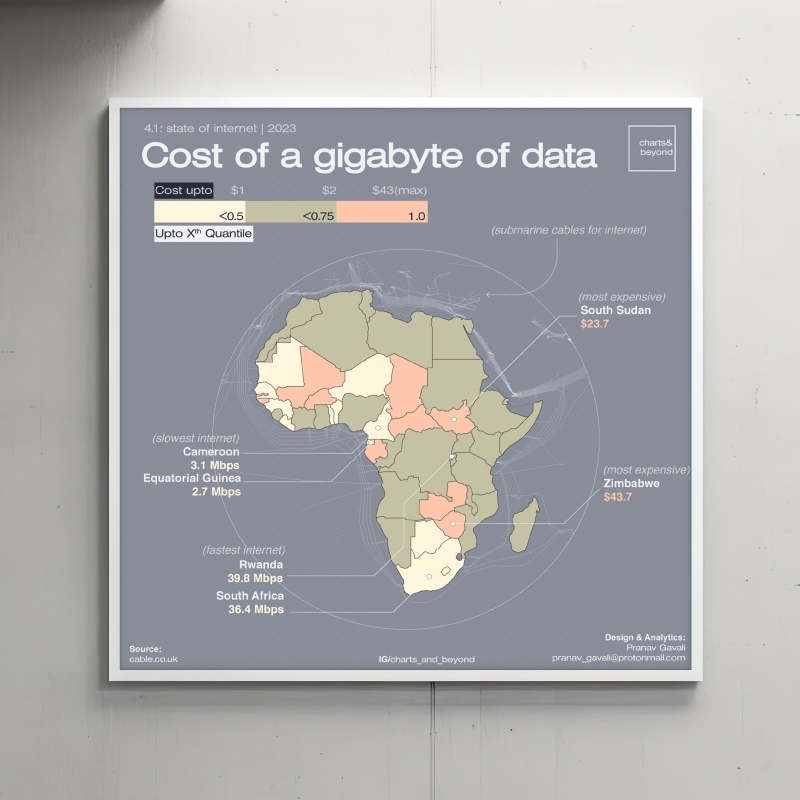 4.1: state of internet | 2023
Cost of a gigabyte of data
charts&
beyond
Cost upto $1 $2 $43(max)
<0.5 <0.75 1.0
Upto Xth Quantile
(submarine cables for internet)
(most expensive)
South Sudan
$23.7
(slowest internet)
Cameroon
3.1 Mbps
Equatorial Guinea
2.7 Mbps
(most expensive)
Zimbabwe
$43.7
(fastest internet)
Rwanda
39.8 Mbps
South Africa
36.4 Mbps
Source:
cable.co.uk
IG/charts_and_beyond
Design & Analytics:
Pranav Gavali
pranav_gavali@protonmail.com